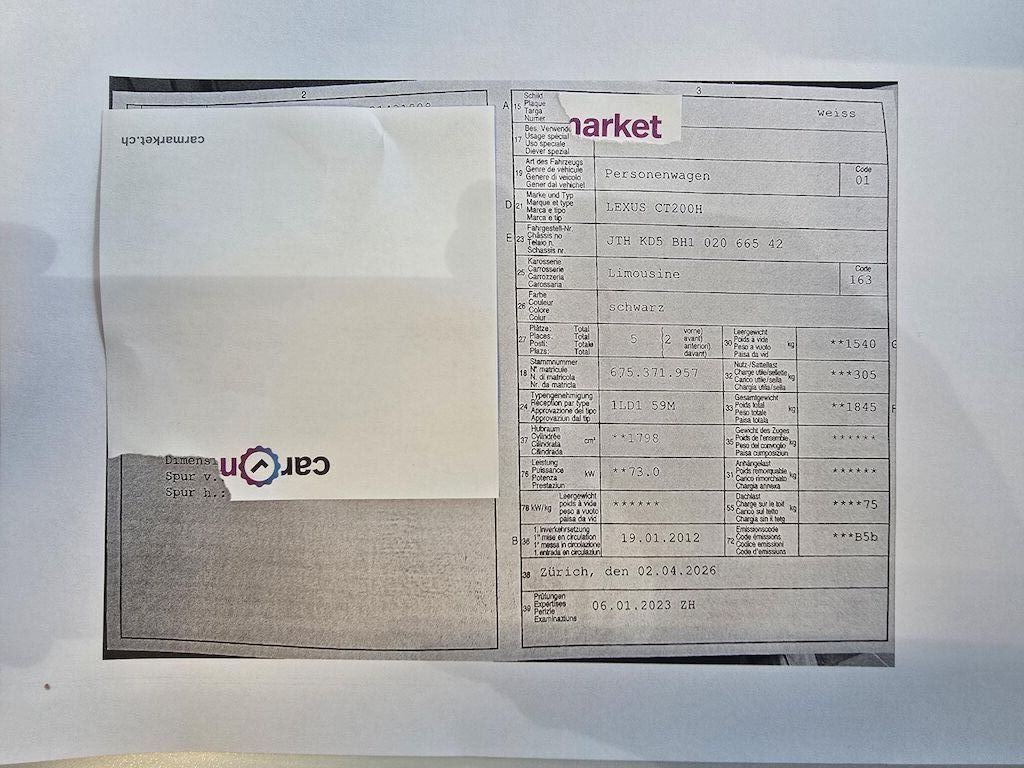 2
carmarket.ch
Dimensi
Spur v.
Spur h.:
car
3
A 15 Schild
Plaque
Targa
Numer
market
weiss
17 Bes. Verwend
Usage spécial
Uso speciale
Diever spezial
19 Art des Fahrzeugs
Genre de véhicule
Genere di veicolo
Gener dal vehichel
Personenwagen
Code
01
D 21 Marke und Typ
Marque et type
Marca e tipo
Marca e tip
LEXUS CT200H
E 23 Fahrgestell-Nr.
Châssis no
Telaio n.
Schassis nr.
JTH KD5 BH1 020 665 42
25 Karosserie
Carrosserie
Carrozzeria
Carossaria
Limousine
Code
163
26 Farbe
Couleur
Colore
Colur
schwarz
27 Plätze: Total
Places: Total
Posti: Totale
Plazs: Total
5 (2 vorne)
avant)
anteriori)
davant)
30 Leergewicht
Poids à vide kg
Peso a vuoto
Paisa da vid
**1540
G
18 Stammnummer
N° matricule
N. di matricola
Nr. da matricla
675.371.957
32 Nutz-/Sattellast
Charge utile/sellette kg
Carico utile/sella
Chargia utila/sella
***305
24 Typengenehmigung
Réception par type
Approvazione del tipo
Approvaziun dal tip
1LD1 59M
33 Gesamtgewicht
Poids total kg
Peso totale
Paisa totala
**1845
F
37 Hubraum
Cylindrée cm³
Cilindrata
Cilindrada
**1798
35 Gewicht des Zuges
Poids de l'ensemble kg
Peso del convoglio
Paisa cumposiziun
******
76 Leistung
Puissance kW
Potenza
Prestaziun
**73.0
31 Anhängelast
Poids remorquable kg
Carico rimorchiato
Chargia annexa
******
78 kW/kg Leergewicht
poids à vide
peso a vuoto
paisa da vid
******
55 Dachlast
Charge sur le toit kg
Carico sul tetto
Chargia sin il tetg
****75
B 36 1. Inverkehrsetzung
1re mise en circulation
1a messa in circolazione
1. entrada en circulaziun
19.01.2012
72 Emissionscode
Code émissions
Codice emissioni
Code d'emissiuns
***B5b
38 Zürich, den 02.04.2026
39 Prüfungen
Expertises
Perizie
Examinaziuns
06.01.2023 ZH